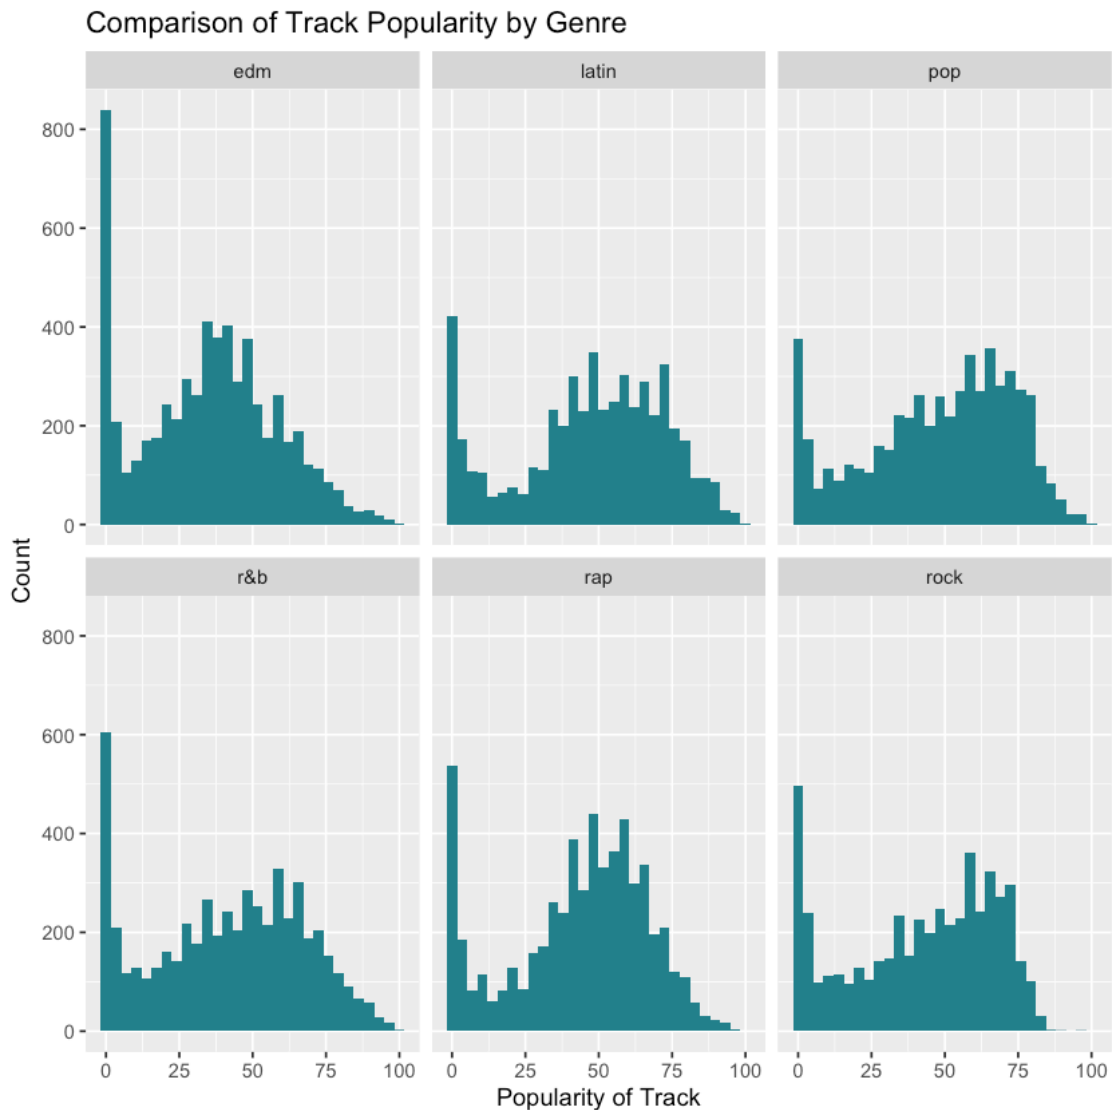 Comparison of Track Popularity by Genre
edm
latin
pop
800
600
400
200
0
Count
r&b
rap
rock
800
600
400
200
0
0 25 50 75 100
0 25 50 75 100
0 25 50 75 100
Popularity of Track